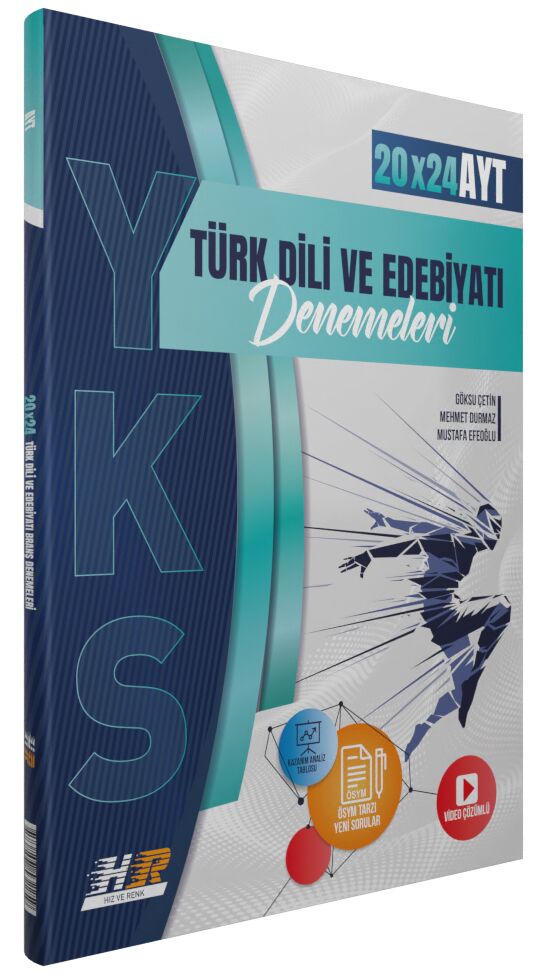 20x24AYT
TÜRK DİLİ VE EDEBİYATI
Denemeleri
GÖKSU ÇETİN
MEHMET DURMAZ
MUSTAFA EFEOĞLU
YKS
KAZANIM ANALİZ
TABLOSU
ÖSYM
ÖSYM TARZI
YENİ SORULAR
VİDEO ÇÖZÜMLÜ
HR
HIZ VE RENK
AYT
20x24 TÜRK DİLİ VE EDEBİYATI BRANŞ DENEMELERİ